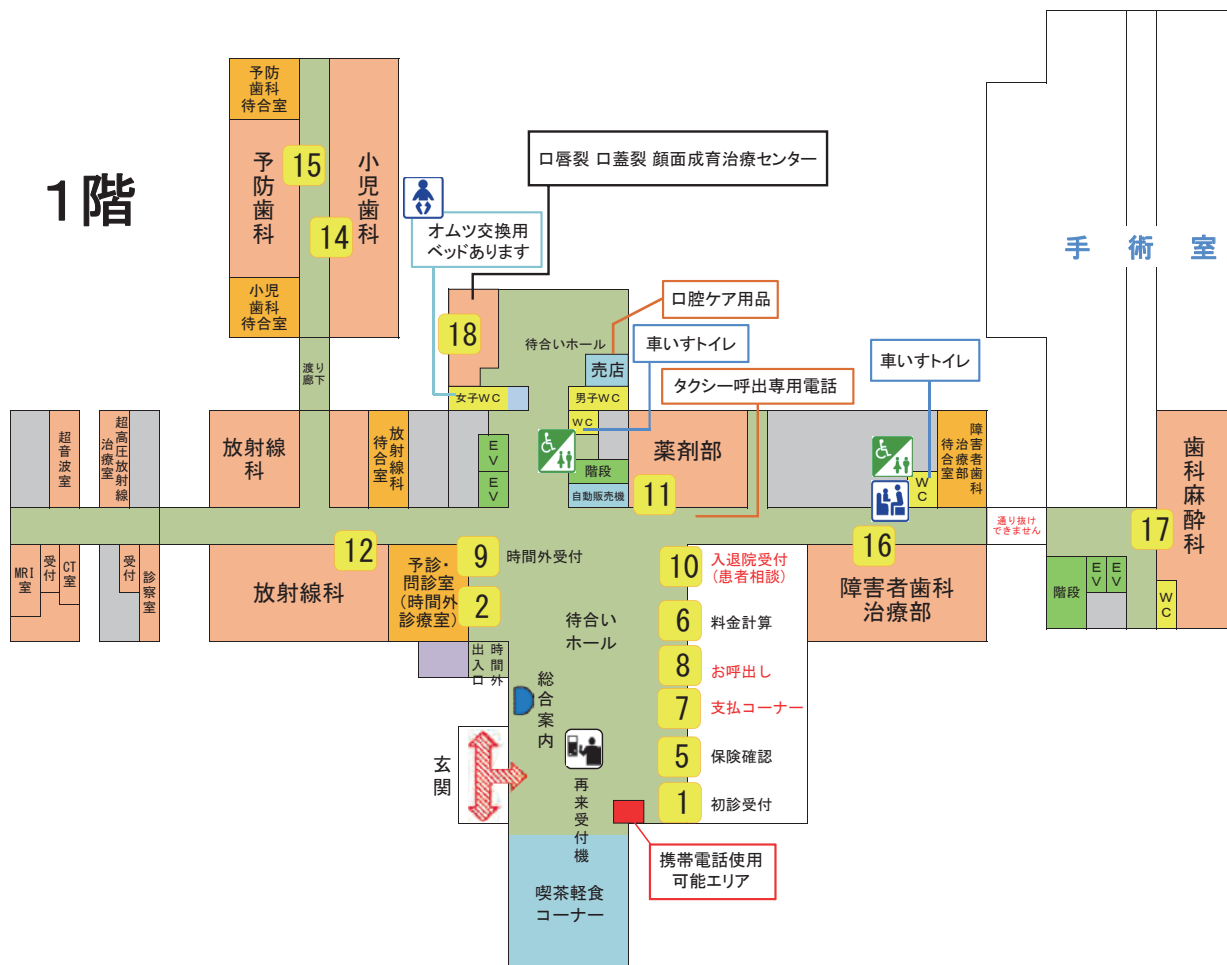 1階
予防
歯科
待合室
予防歯科
15
小児歯科
14
小児
歯科
待合室
渡り
廊下
口唇裂 口蓋裂 顔面成育治療センター
オムツ交換用
ベッドあります
18
待合いホール
口腔ケア用品
売店
車いすトイレ
タクシー呼出専用電話
車いすトイレ
手術室
女子WC
男子WC
WC
超音波室
超高圧放射線
治療室
放射線
科
放射線科
待合室
EV
EV
階段
自動販売機
薬剤部
11
WC
障害者歯科
治療部
待合室
歯科麻酔科
17
通り抜け
できません
MRI
室
受付
CT
室
受付
診察室
12
放射線科
予診・
問診室
(時間外
診療室)
9
時間外受付
2
10
入退院受付
(患者相談)
16
障害者歯科
治療部
階段
EV
EV
WC
待合い
ホール
6
料金計算
時間外
出入口
8
お呼出し
総合案内
7
支払コーナー
玄関
5
保険確認
再来受付機
1
初診受付
携帯電話使用
可能エリア
喫茶軽食
コーナー